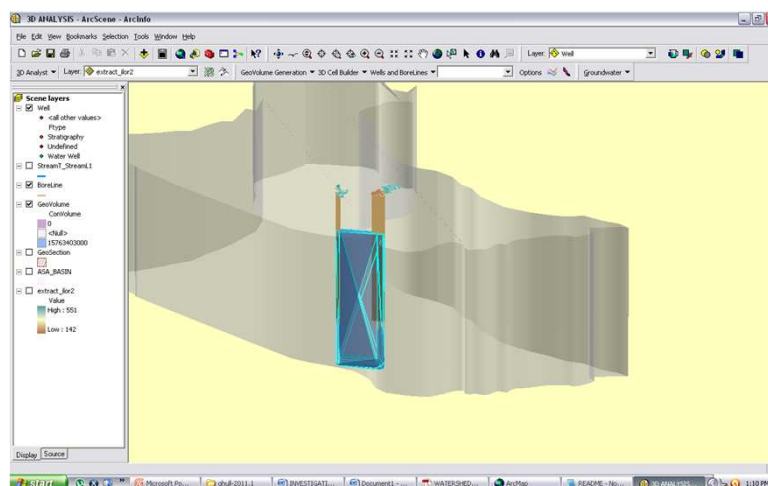 3D ANALYSIS - ArcScene - ArcInfo
File Edit View Bookmarks Selection Tools Window Help
Layer: Well
3D Analyst Layer: extract_ilor2 GeoVolume Generation 3D Cell Builder Wells and BoreLines Options Groundwater
Scene layers
Well
<all other values>
Ftype
Stratigraphy
Undefined
Water Well
StreamT_StreamL1
BoreLine
GeoVolume
ConVolume
0
<Null>
15763403000
GeoSection
ASA_BASIN
extract_ilor2
Value
High : 551
Low : 142
Display Source
start Microsoft Po... qhull-2011.1 INVESTIGATI... Document1 - ... WATERSHED... ArcMap README - No... 3D ANALYSIS... 1:10 PM